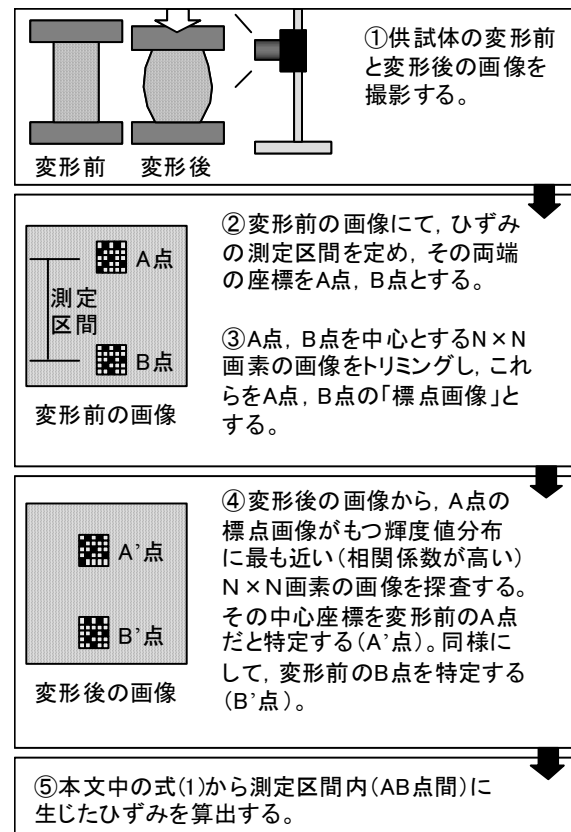 ①供試体の変形前
と変形後の画像を
撮影する。
変形前 変形後
②変形前の画像にて，ひずみ
の測定区間を定め，その両端
の座標をA点，B点とする。
③A点，B点を中心とするN×N
画素の画像をトリミングし，これ
らをA点，B点の「標点画像」と
する。
A点
測定
区間
B点
変形前の画像
④変形後の画像から，A点の
標点画像がもつ輝度値分布
に最も近い（相関係数が高い）
N×N画素の画像を探査する。
その中心座標を変形前のA点
だと特定する（A’点）。同様に
して，変形前のB点を特定する
（B’点）。
A’点
B’点
変形後の画像
⑤本文中の式(1)から測定区間内（AB点間）に
生じたひずみを算出する。